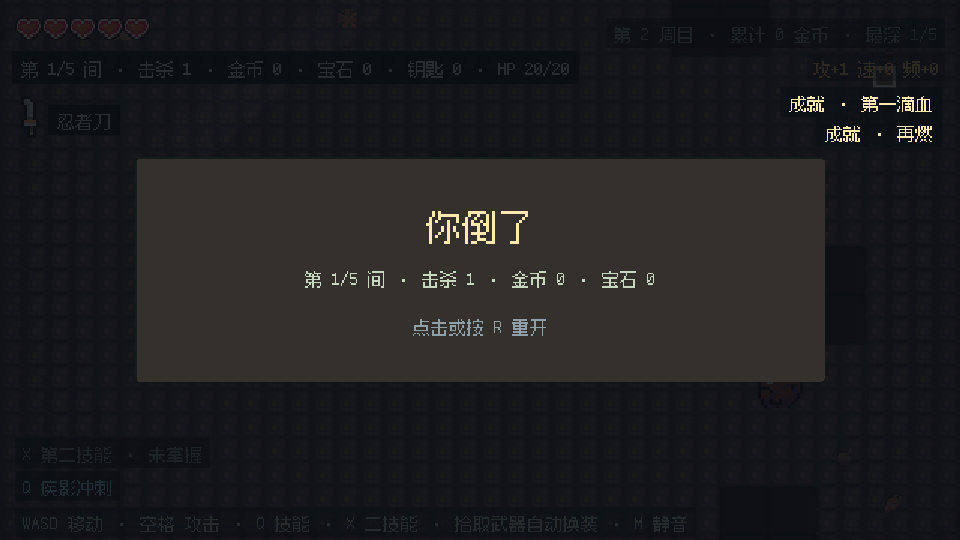 第 2 周目 · 累计 0 金币 · 最深 1/5
第 1/5 间 · 击杀 1 · 金币 0 · 宝石 0 · 钥匙 0 · HP 20/20
攻+1 速+0 频+0
成就 · 第一滴血
忍者刀
成就 · 再燃
你倒了
第 1/5 间 · 击杀 1 · 金币 0 · 宝石 0
点击或按 R 重开
X 第二技能 · 未掌握
Q 疾影冲刺
WASD 移动 · 空格 攻击 · Q 技能 · X 二技能 · 拾取武器自动换装 · M 静音